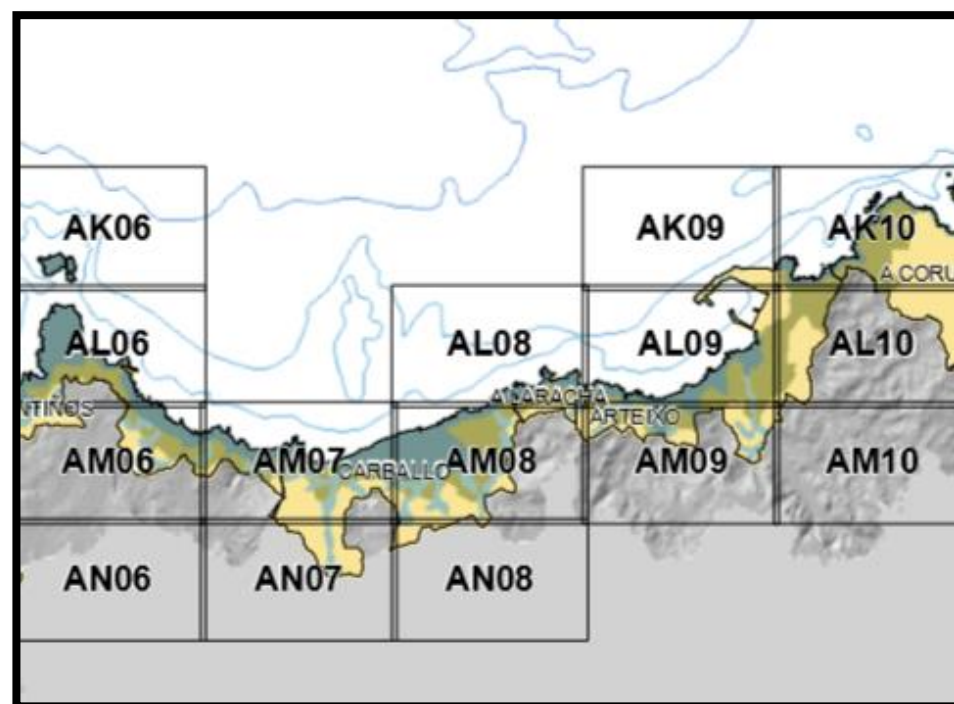 AK06
AK09
AK10
A CORU
AL06
AL08
AL09
AL10
NTIÑOS
A LARACHA
ARTEIXO
AM06
AM07
CARBALLO
AM08
AM09
AM10
AN06
AN07
AN08